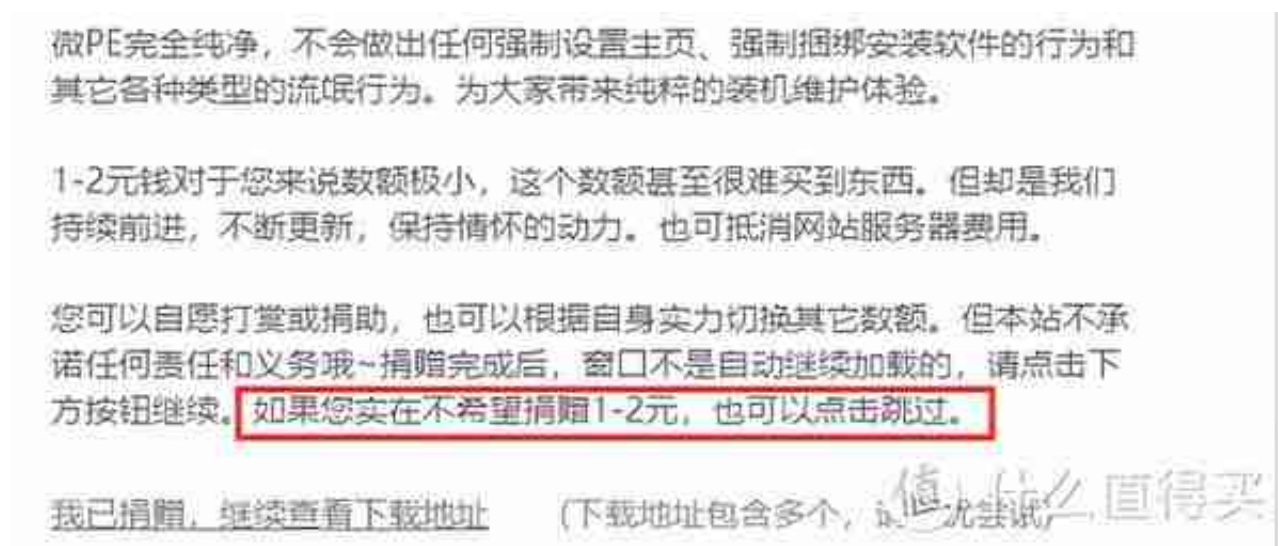 微PE完全纯净，不会做出任何强制设置主页、强制捆绑安装软件的行为和
其它各种类型的流氓行为。为大家带来纯粹的装机维护体验。
1-2元钱对于您来说数额极小，这个数额甚至很难买到东西。但却是我们
持续前进，不断更新，保持情怀的动力。也可抵消网站服务器费用。
您可以自愿打赏或捐助，也可以根据自身实力切换其它数额。但本站不承
诺任何责任和义务哦~捐赠完成后，窗口不是自动继续加载的，请点击下
方按钮继续。如果您实在不希望捐赠1-2元，也可以点击跳过。
我已捐赠，继续查看下载地址 （下载地址包含多个，
值 什么值得买